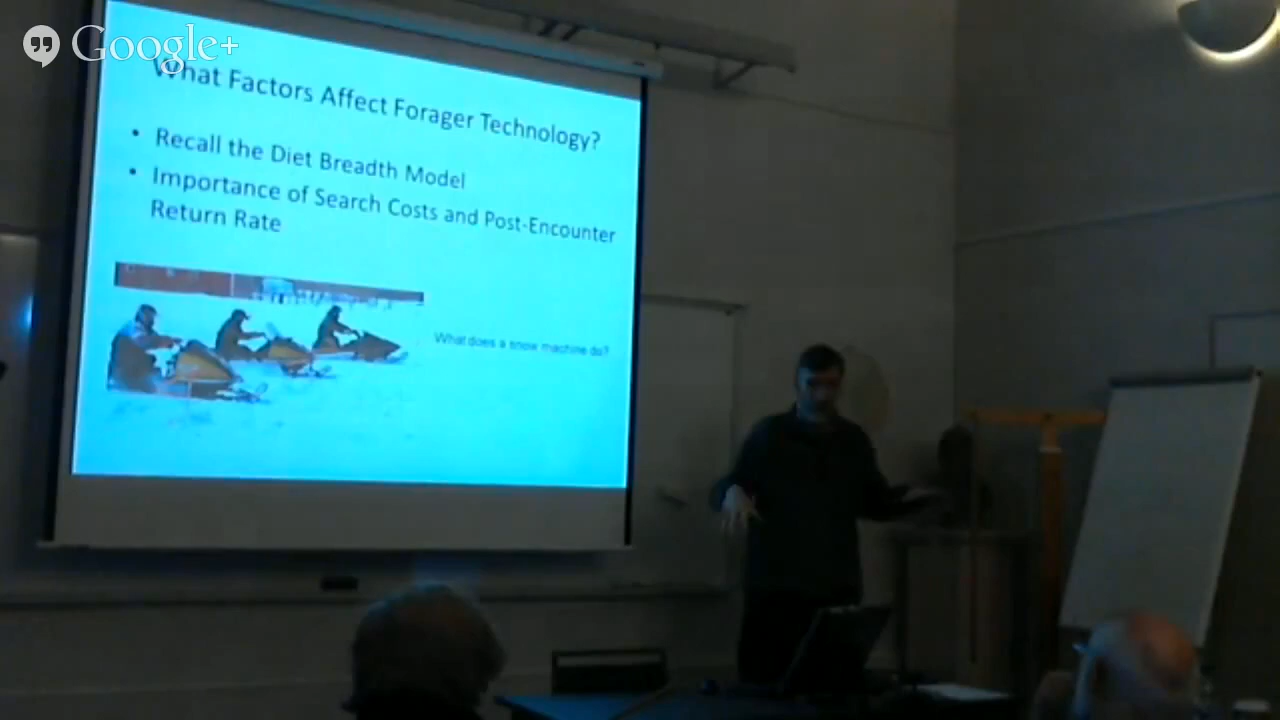 Google+
What Factors Affect Forager Technology?
• Recall the Diet Breadth Model
• Importance of Search Costs and Post-Encounter
Return Rate
What does a snow machine do?